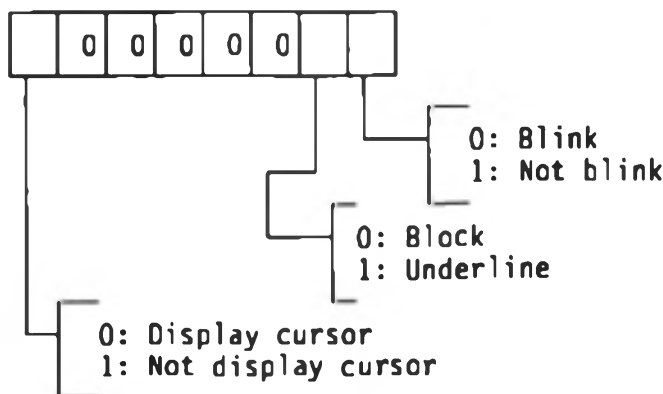 0 0 0 0 0
0: Blink
1: Not blink
0: Block
1: Underline
0: Display cursor
1: Not display cursor